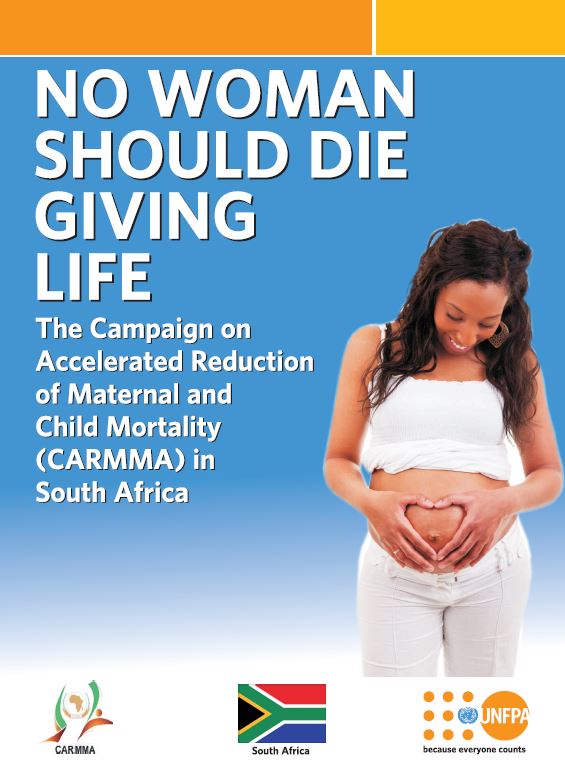 NO WOMAN
SHOULD DIE
GIVING
LIFE
The Campaign on
Accelerated Reduction
of Maternal and
Child Mortality
(CARMMA) in
South Africa
CARMMA
South Africa
UNFPA
because everyone counts